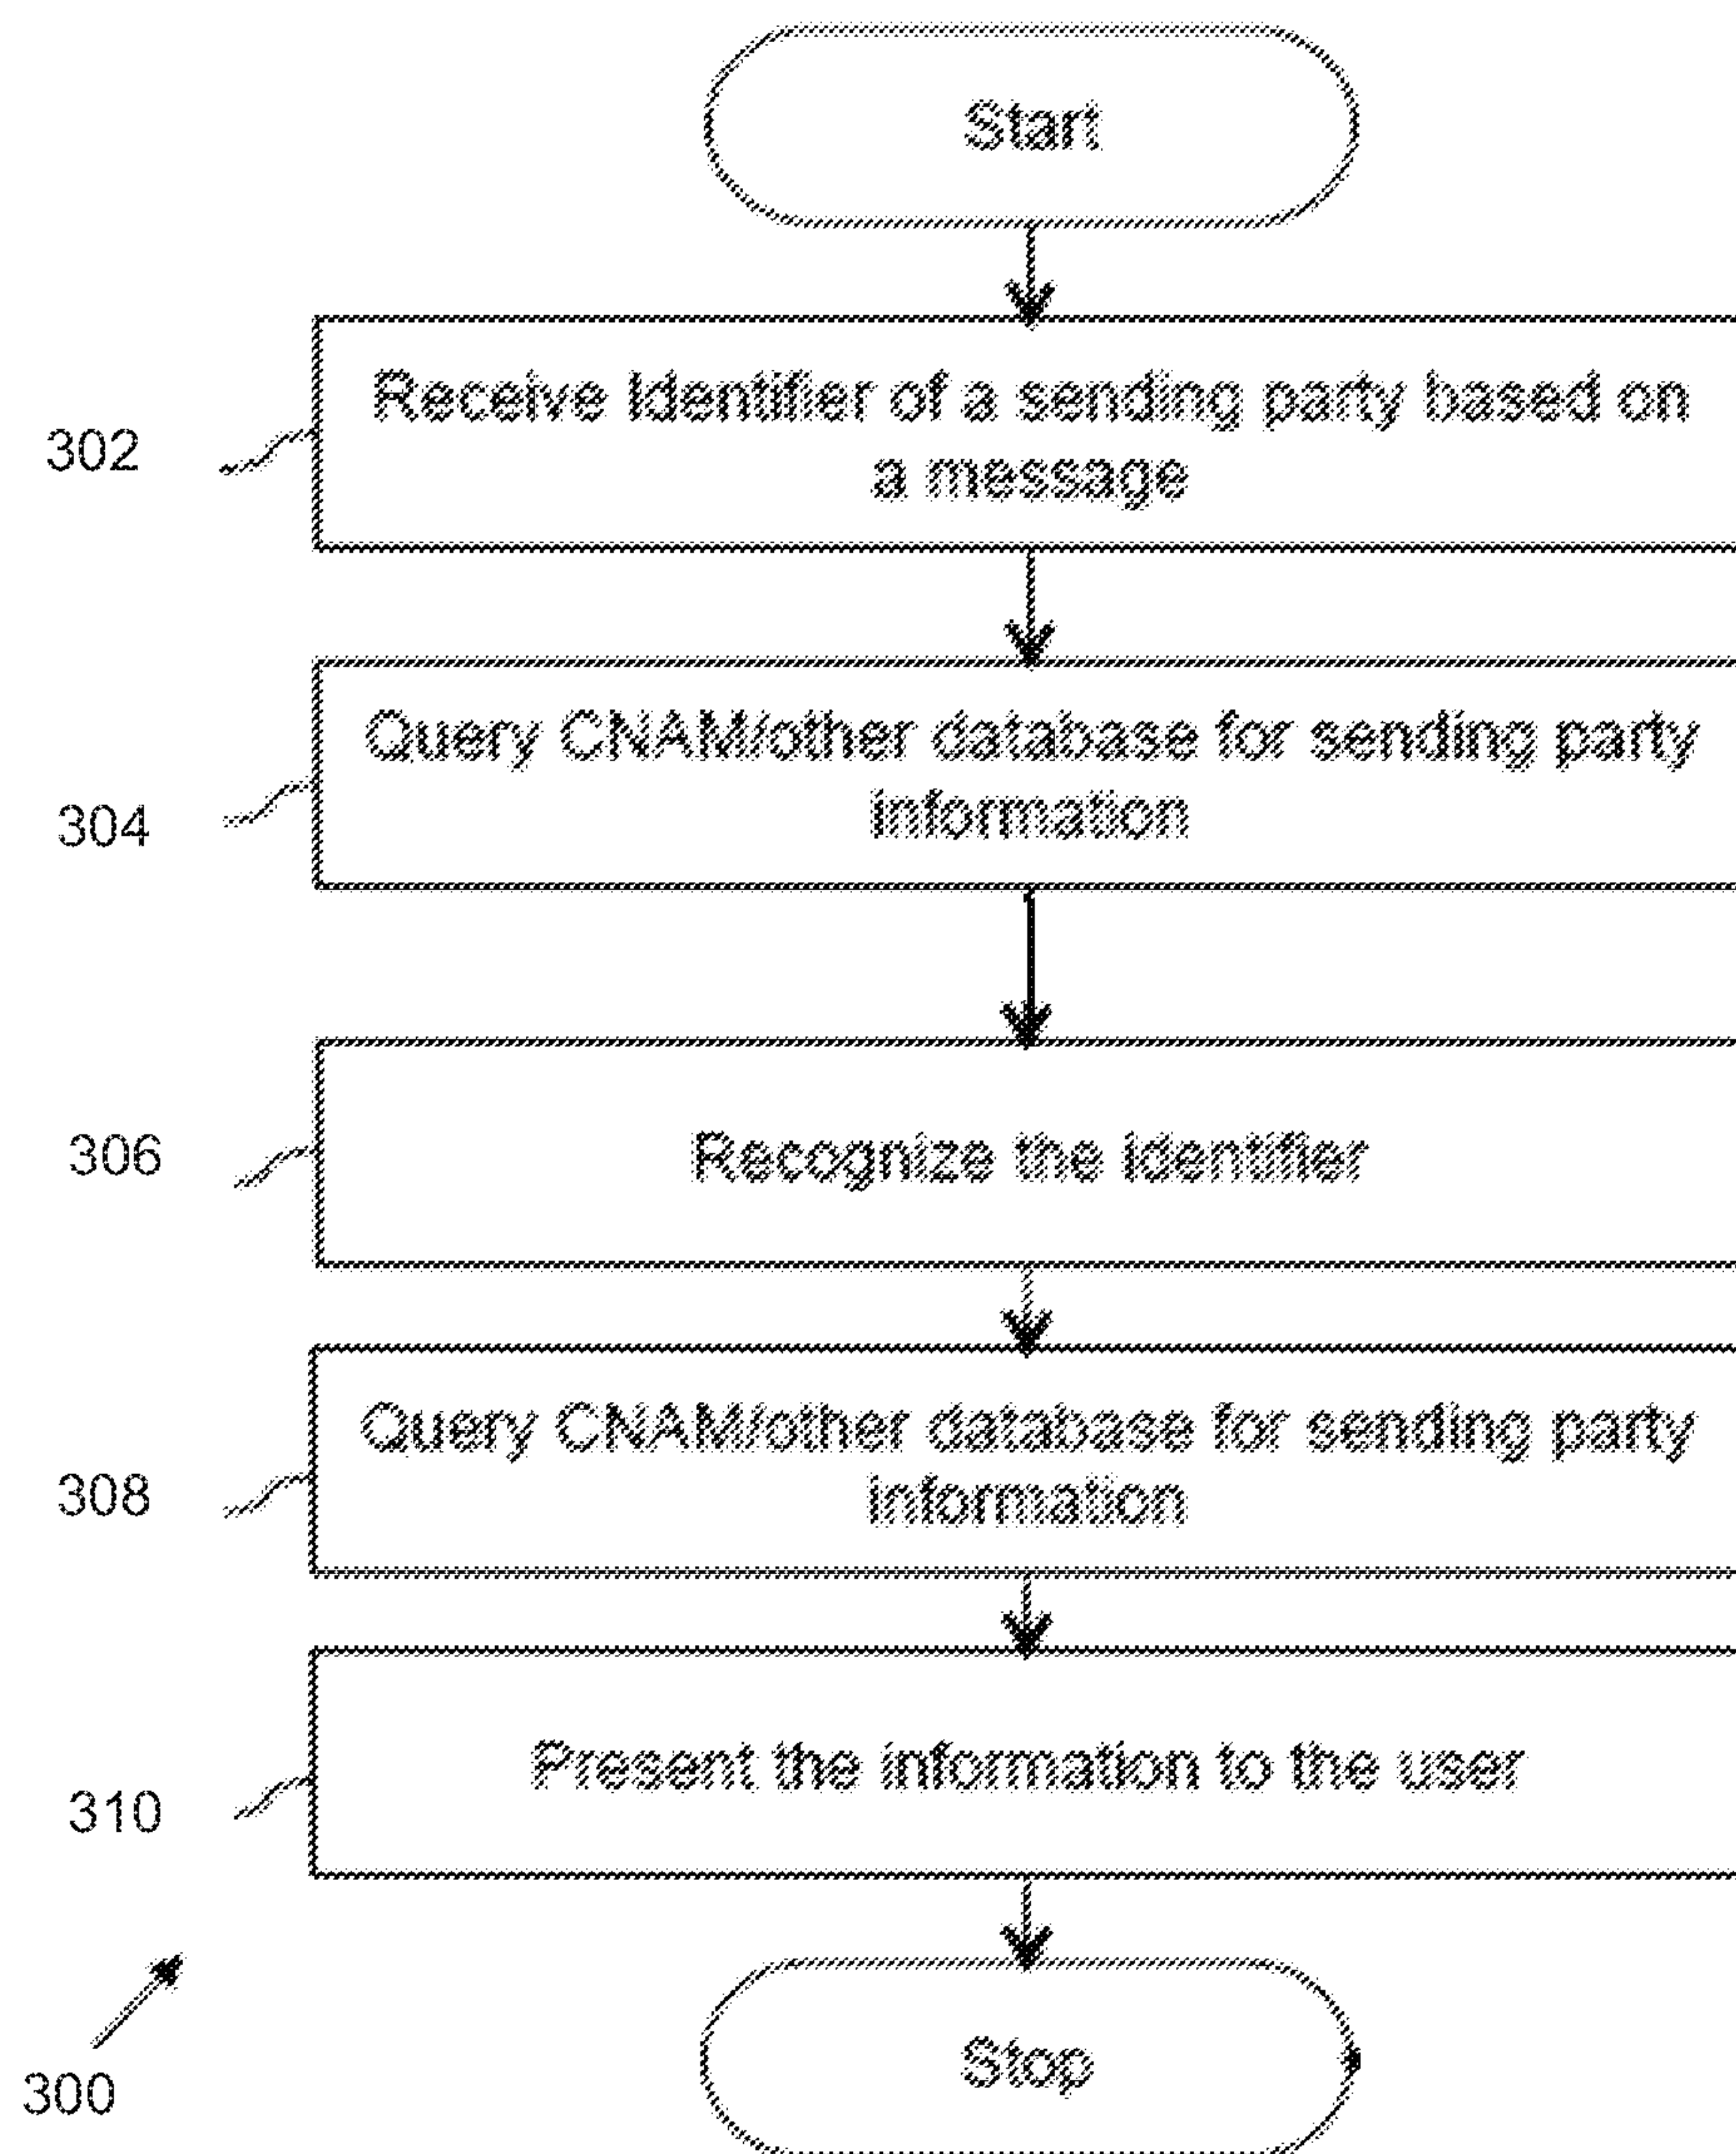 Start
302
Receive Identifier of a sending party based on
a message
304
Query CNAM/other database for sending party
information
306
Recognize the identifier
308
Query CNAM/other database for sending party
information
310
Present the information to the user
300
Stop